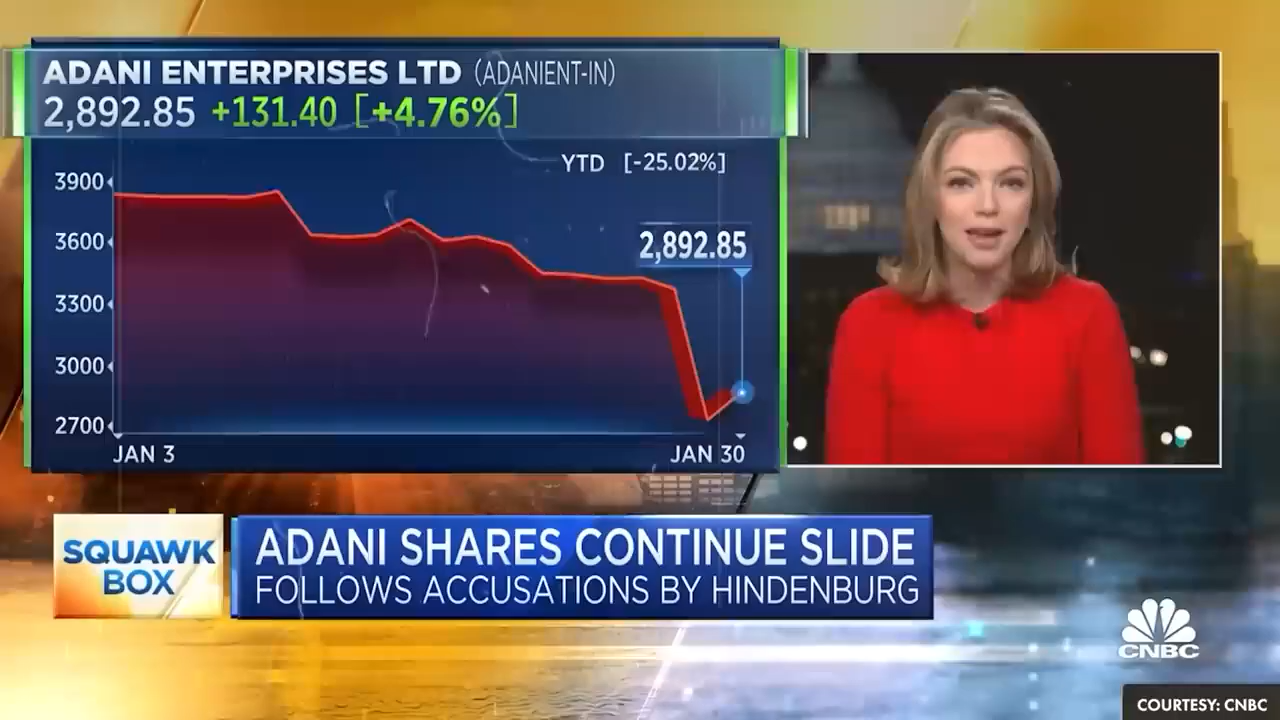 ADANI ENTERPRISES LTD (ADANIENT-IN)
2,892.85 +131.40 [+4.76%]
YTD [-25.02%]
3900
3600
3300
3000
2700
2,892.85
JAN 3
JAN 30
SQUAWK
BOX
ADANI SHARES CONTINUE SLIDE
FOLLOWS ACCUSATIONS BY HINDENBURG
CNBC
COURTESY: CNBC